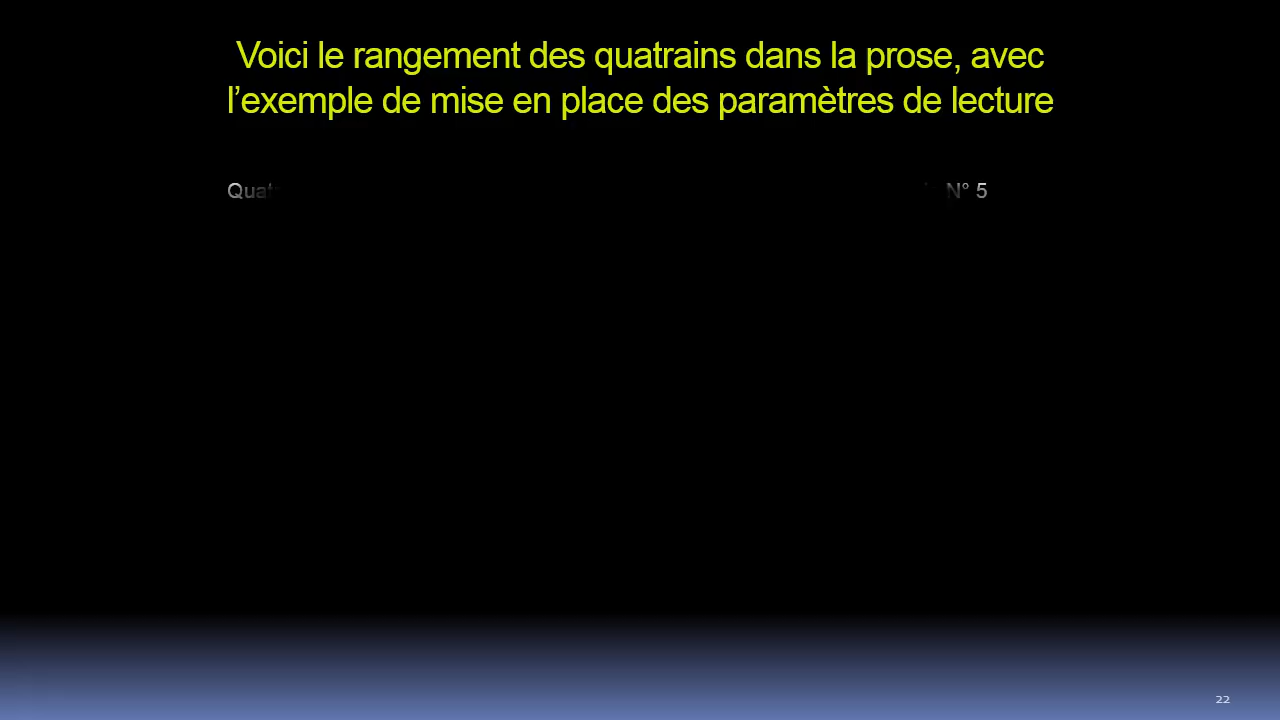 Voici le rangement des quatrains dans la prose, avec
l’exemple de mise en place des paramètres de lecture
N° 5
22